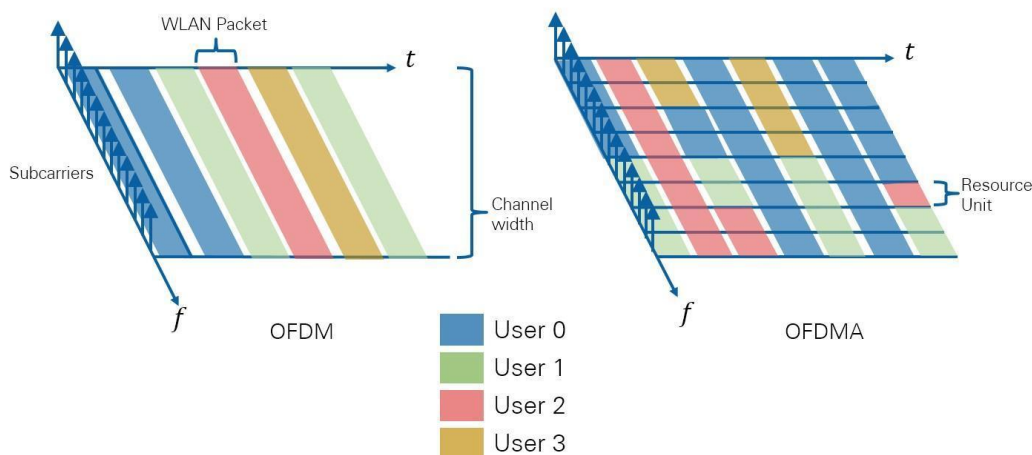 WLAN Packet
t
t
Subcarriers
Channel
width
Resource
Unit
f
f
OFDM
OFDMA
User 0
User 1
User 2
User 3